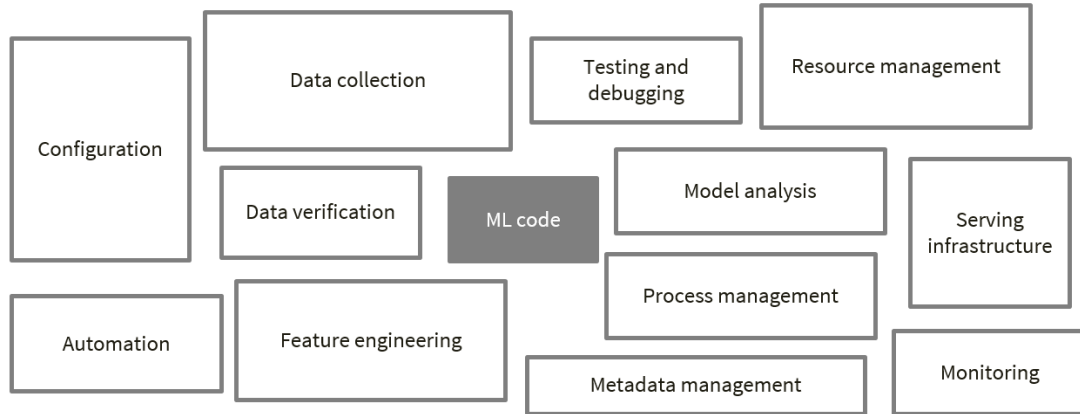 Configuration
Data collection
Testing and
debugging
Resource management
Data verification
ML code
Model analysis
Serving
infrastructure
Automation
Feature engineering
Process management
Metadata management
Monitoring